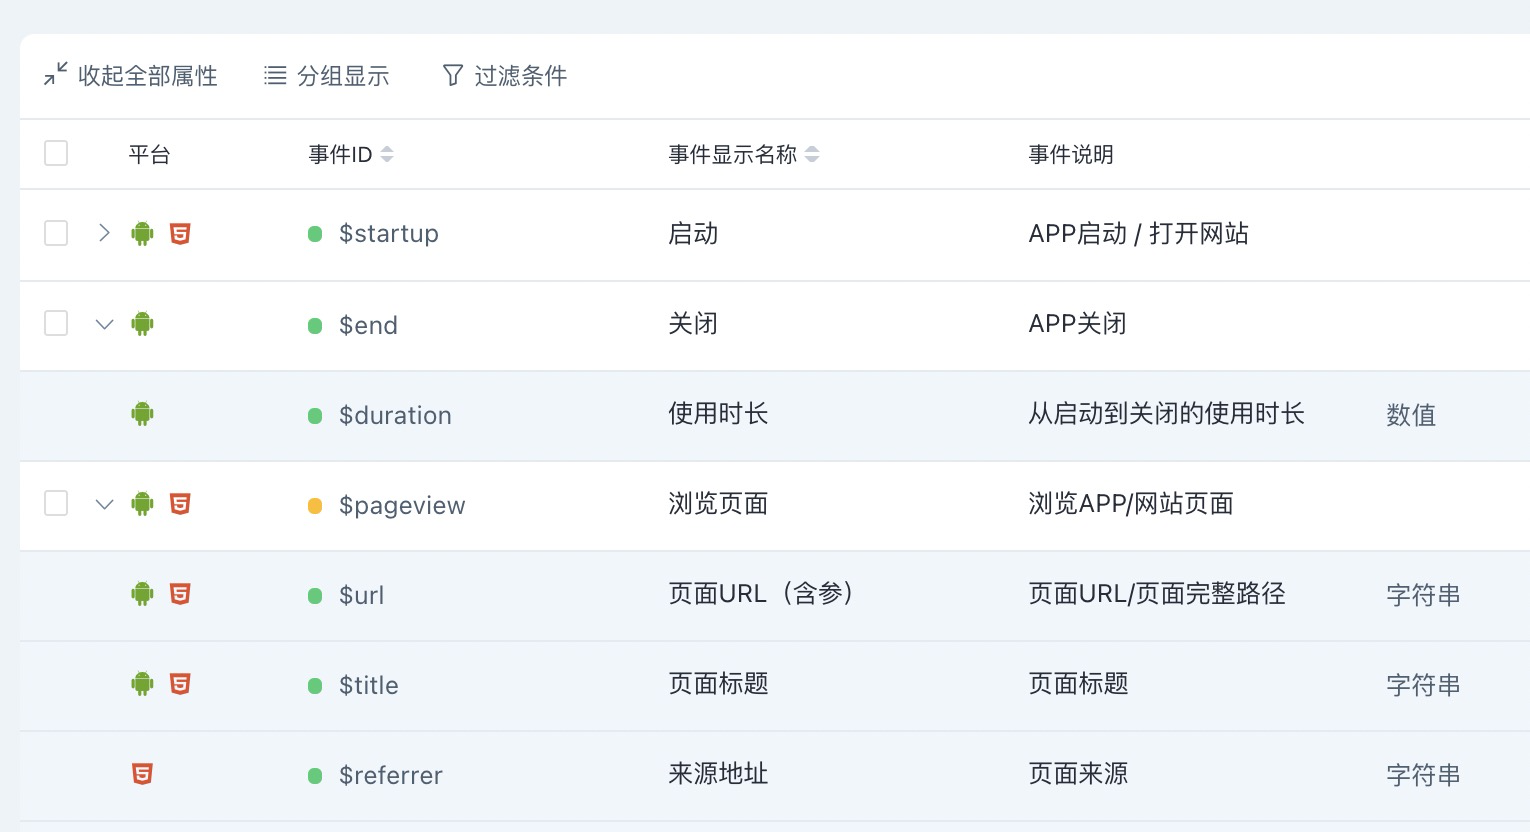 收起全部属性 分组显示 过滤条件
平台 事件ID 事件显示名称 事件说明
$startup 启动 APP启动 / 打开网站
$end 关闭 APP关闭
$duration 使用时长 从启动到关闭的使用时长 数值
$pageview 浏览页面 浏览APP/网站页面
$url 页面URL（含参） 页面URL/页面完整路径 字符串
$title 页面标题 页面标题 字符串
$referrer 来源地址 页面来源 字符串